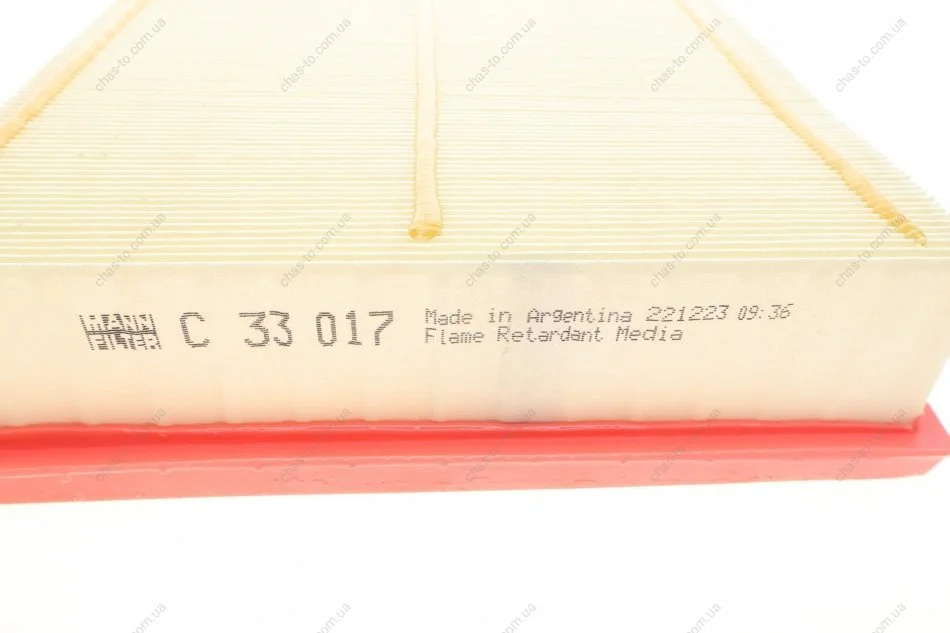 MANN FILTER C 33 017 Made in Argentina 221223 09:36
Flame Retardant Media
chas-to.com.ua